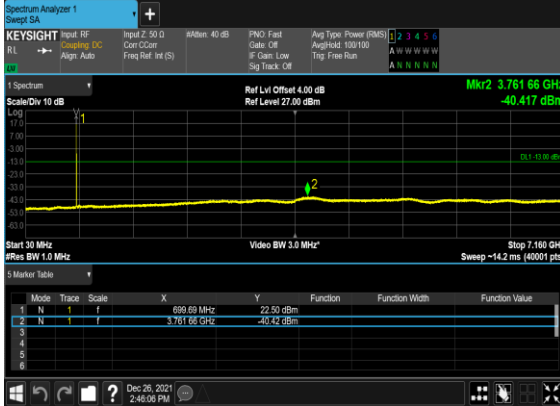 Spectrum Analyzer 1
Swept SA
+
KEYSIGHT Input: RF Input Z: 50 Ω #Atten: 40 dB PNO: Fast Avg Type: Power (RMS) 1 2 3 4 5 6
RL Coupling: DC Corr CCorr Gate: Off Avg|Hold: 100/100 A W W W W W
Align: Auto Freq Ref: Int (S) IF Gain: Low Trig: Free Run
Sig Track: Off A N N N N N
1 Spectrum Ref Lvl Offset 4.00 dB Mkr2 3.761 66 GHz
Scale/Div 10 dB Ref Level 27.00 dBm -40.417 dBm
Log
17.0 1
7.00
-3.00
-13.0 DL1 -13.00 dBm
-23.0
-33.0 2
-43.0
-53.0
-63.0
Start 30 MHz Video BW 3.0 MHz* Stop 7.160 GH
#Res BW 1.0 MHz Sweep ~14.2 ms (40001 pts
5 Marker Table
Mode Trace Scale X Y Function Function Width Function Value
1 N 1 f 699.69 MHz 22.50 dBm
2 N 1 f 3.761 66 GHz -40.42 dBm
3
4
5
6
? Dec 26, 2021
2:46:06 PM